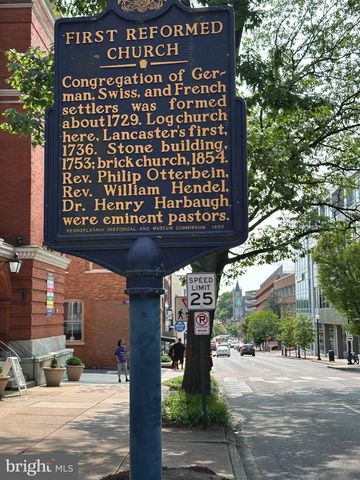 FIRST REFORMED
CHURCH
Congregation of Ger-
man, Swiss, and French
settlers was formed
about 1729. Log church
here, Lancaster's first,
1736. Stone building,
1753; brick church, 1854.
Rev. Philip Otterbein,
Rev. William Hendel,
Dr. Henry Harbaugh
were eminent pastors.
PENNSYLVANIA HISTORICAL AND MUSEUM COMMISSION 1992
SPEED
LIMIT
25
bright MLS